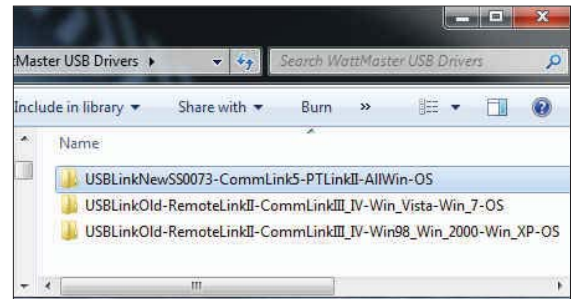 tMaster USB Drivers
Search WattMaster USB Drivers
Include in library Share with Burn »
Name
USBLinkNewSS0073-CommLink5-PTLinkII-AllWin-OS
USBLinkOld-RemoteLinkII-CommLinkIII_IV-Win_Vista-Win_7-OS
USBLinkOld-RemoteLinkII-CommLinkIII_IV-Win98_Win_2000-Win_XP-OS